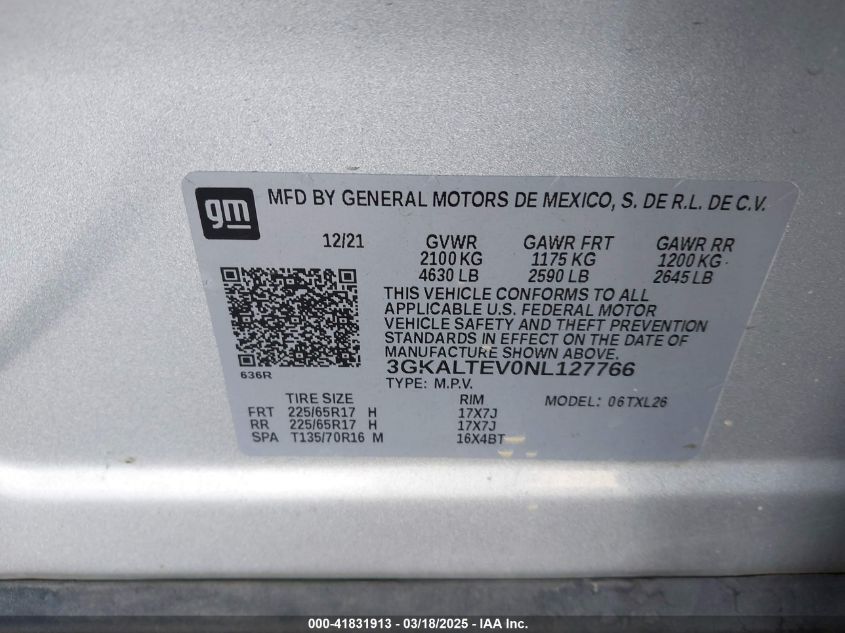 gm MFD BY GENERAL MOTORS DE MEXICO, S. DE R.L. DE C.V.
12/21 GVWR GAWR FRT GAWR RR
2100 KG 1175 KG 1200 KG
4630 LB 2590 LB 2645 LB
THIS VEHICLE CONFORMS TO ALL
APPLICABLE U.S. FEDERAL MOTOR
VEHICLE SAFETY AND THEFT PREVENTION
STANDARDS IN EFFECT ON THE DATE OF
MANUFACTURE SHOWN ABOVE.
636R 3GKALTEV0NL127766
TYPE: M.P.V.
TIRE SIZE RIM MODEL: 06TXL26
FRT 225/65R17 H 17X7J
RR 225/65R17 H 17X7J
SPA T135/70R16 M 16X4BT
000-41831913 - 03/18/2025 - IAA Inc.